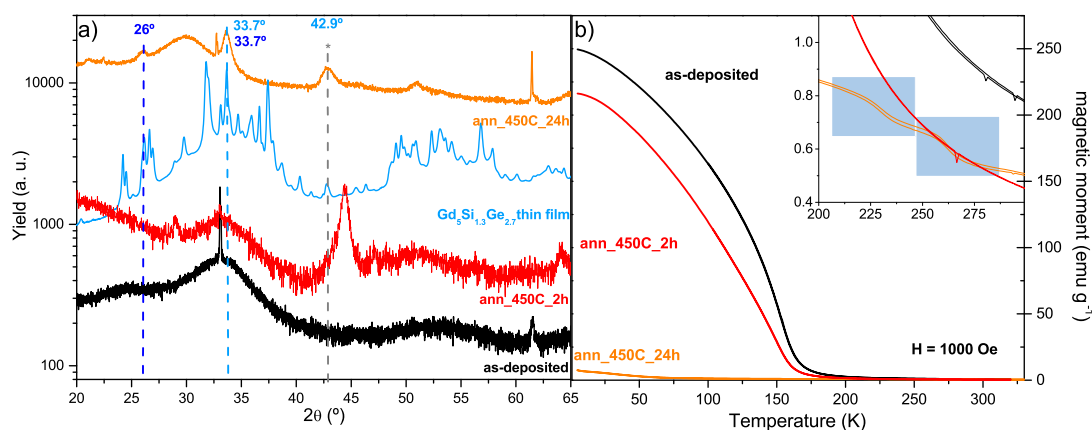 a)
26º
33.7º
33.7º
42.9º
*
ann_450C_24h
Gd5Si1.3Ge2.7thin film
ann_450C_2h
as-deposited
Yield (a. u.)
10000
1000
100
20 25 30 35 40 45 50 55 60 65
2θ (º)
b)
as-deposited
ann_450C_2h
ann_450C_24h
H = 1000 Oe
1.0
0.8
0.6
0.4
200 225 250 275
250
200
150
100
50
0
magnetic moment (emu g-1)
50 100 150 200 250 300
Temperature (K)